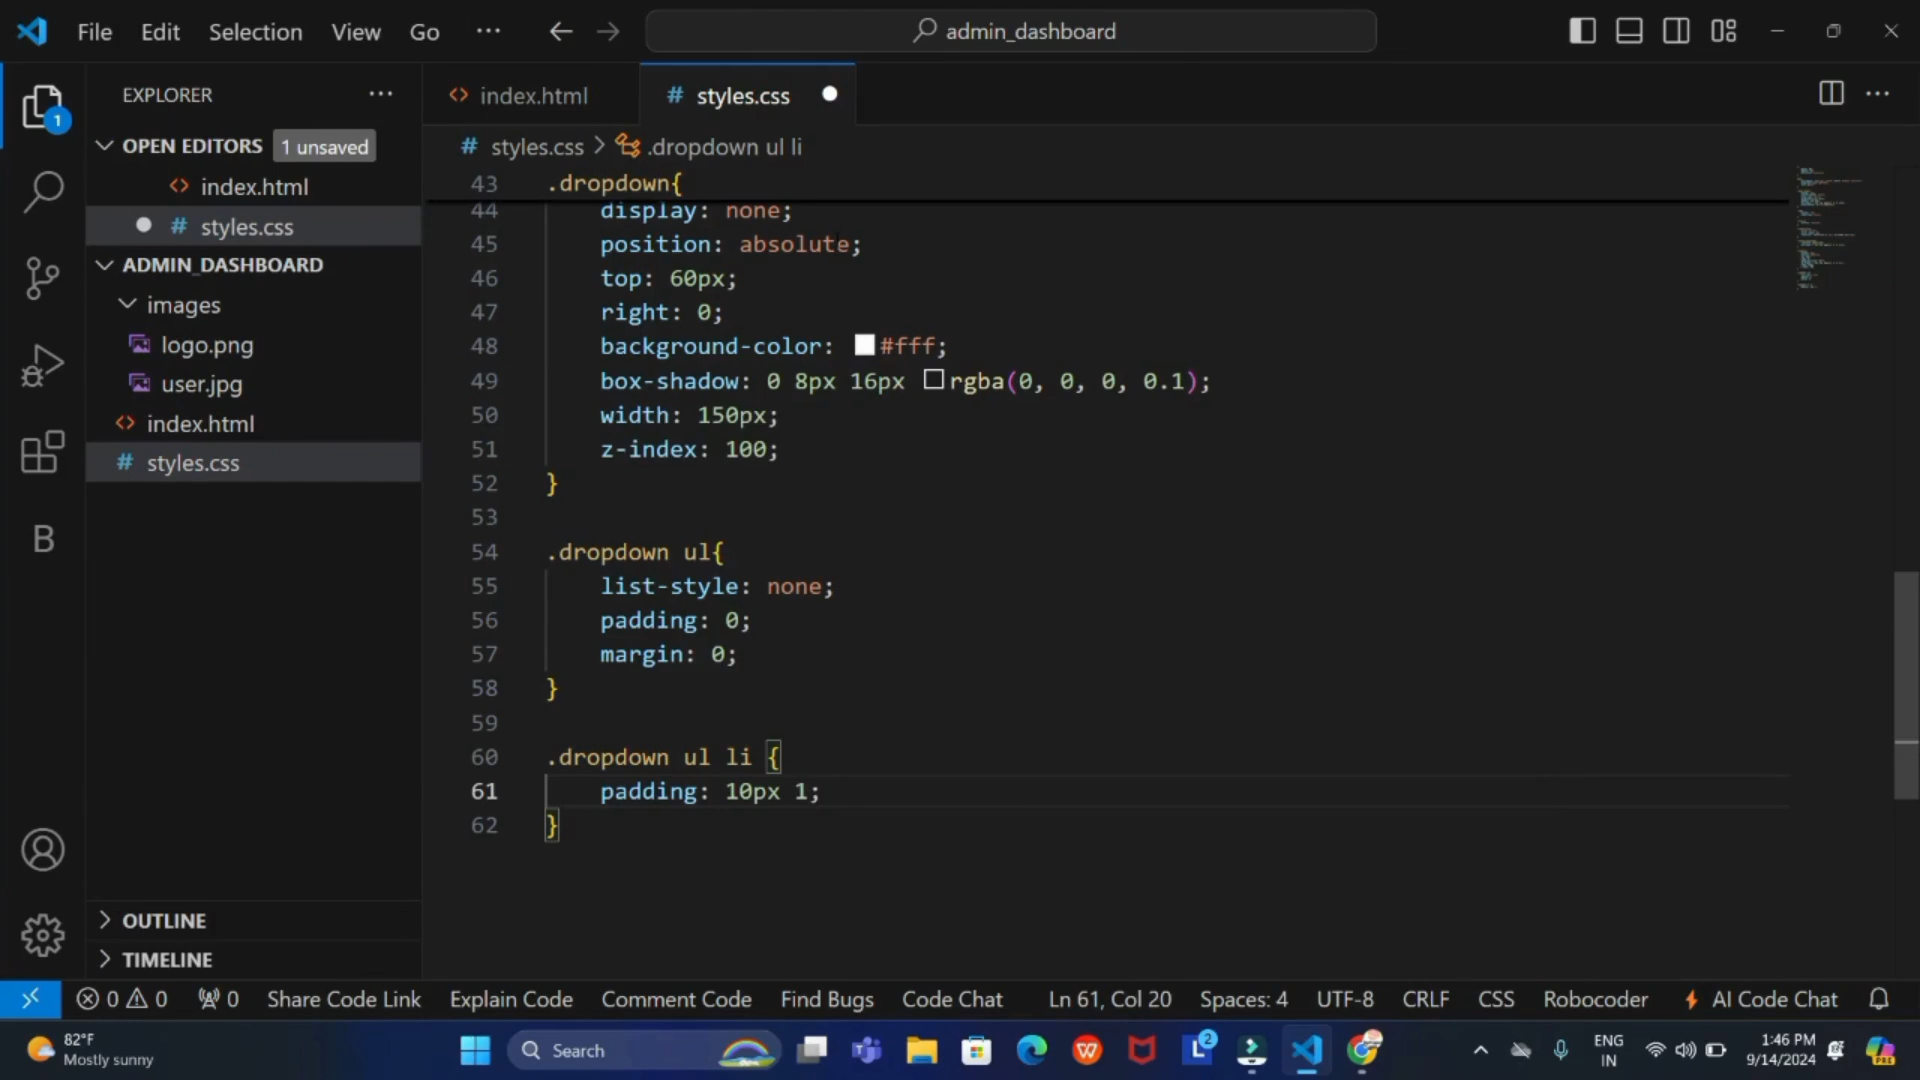 File Edit Selection View Go ··· admin_dashboard
EXPLORER ···
index.html # styles.css
OPEN EDITORS 1 unsaved
# styles.css > .dropdown ul li
index.html
# styles.css
ADMIN_DASHBOARD
images
logo.png
user.jpg
index.html
# styles.css
1
B
OUTLINE
TIMELINE
43 .dropdown{
44 display: none;
45 position: absolute;
46 top: 60px;
47 right: 0;
48 background-color: #fff;
49 box-shadow: 0 8px 16px rgba(0, 0, 0, 0.1);
50 width: 150px;
51 z-index: 100;
52 }
53
54 .dropdown ul{
55 list-style: none;
56 padding: 0;
57 margin: 0;
58 }
59
60 .dropdown ul li {
61 padding: 10px 1;
62 }
0 0 0 Share Code Link Explain Code Comment Code Find Bugs Code Chat Ln 61, Col 20 Spaces: 4 UTF-8 CRLF CSS Robocoder AI Code Chat
82°F
Mostly sunny
Search
2
ENG
IN
1:46 PM
9/14/2024